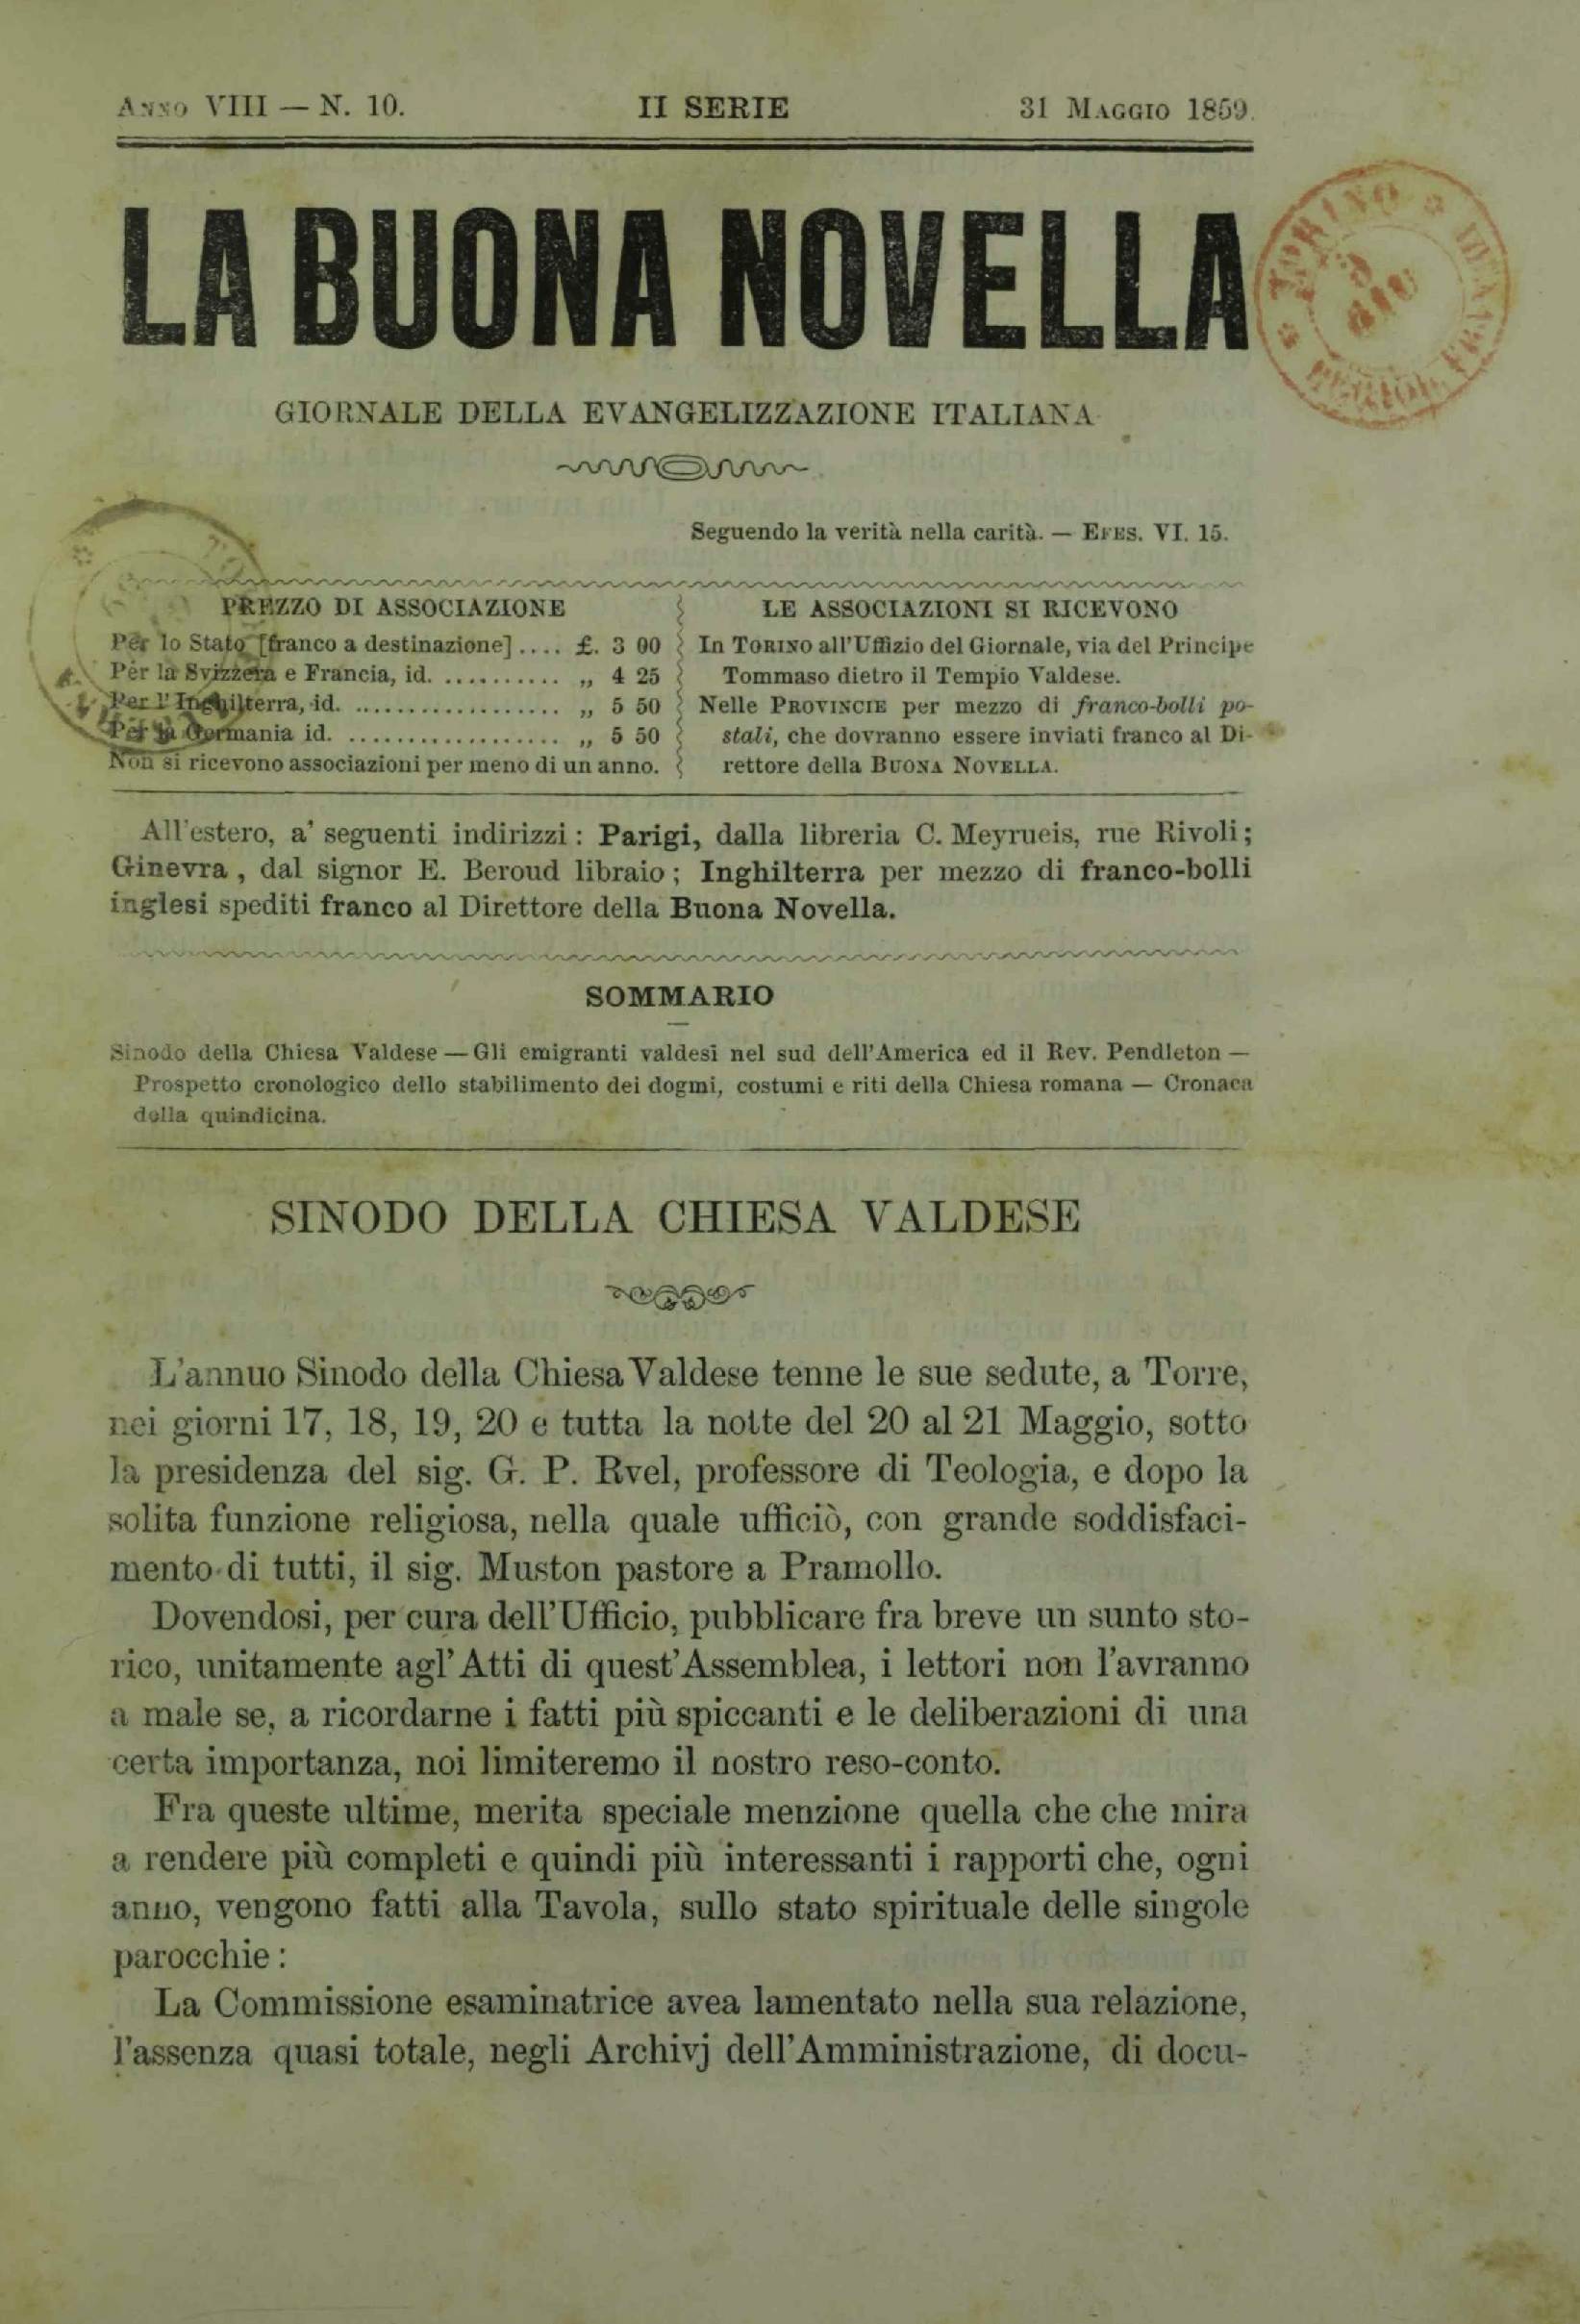 ANNO VIII — N. 10.
II SERIE
31 MAGGIO 1859.
LA BUONA NOVELLA
GIORNALE DELLA EVANGELIZZAZIONE ITALIANA
TORINO
5
GIU
Seguendo la verità nella carità. — EFES. VI. 15.
PREZZO DI ASSOCIAZIONE
Per lo Stato [franco a destinazione] .... £. 3 00
Per la Svizzera e Francia, id. .......... „ 4 25
Per l'Inghilterra, id. .................. „ 5 50
Per la Germania id. .................. „ 5 50
Non si ricevono associazioni per meno di un anno.
LE ASSOCIAZIONI SI RICEVONO
In TORINO all'Uffizio del Giornale, via del Principe
Tommaso dietro il Tempio Valdese.
Nelle PROVINCIE per mezzo di franco-bolli po-
stali, che dovranno essere inviati franco al Di-
rettore della BUONA NOVELLA.
All'estero, a' seguenti indirizzi: Parigi, dalla libreria C. Meyrueis, rue Rivoli;
Ginevra, dal signor E. Beroud libraio; Inghilterra per mezzo di franco-bolli
inglesi spediti franco al Direttore della Buona Novella.
SOMMARIO
Sinodo della Chiesa Valdese — Gli emigranti valdesi nel sud dell'America ed il Rev. Pendleton —
Prospetto cronologico dello stabilimento dei dogmi, costumi e riti della Chiesa romana — Cronaca
della quindicina.
SINODO DELLA CHIESA VALDESE
L'annuo Sinodo della Chiesa Valdese tenne le sue sedute, a Torre,
nei giorni 17, 18, 19, 20 e tutta la notte del 20 al 21 Maggio, sotto
la presidenza del sig. G. P. Rvel, professore di Teologia, e dopo la
solita funzione religiosa, nella quale ufficiò, con grande soddisfaci-
mento di tutti, il sig. Muston pastore a Pramollo.
Dovendosi, per cura dell'Ufficio, pubblicare fra breve un sunto sto-
rico, unitamente agl'Atti di quest'Assemblea, i lettori non l'avranno
a male se, a ricordarne i fatti più spiccanti e le deliberazioni di una
certa importanza, noi limiteremo il nostro reso-conto.
Fra queste ultime, merita speciale menzione quella che che mira
a rendere più completi e quindi più interessanti i rapporti che, ogni
anno, vengono fatti alla Tavola, sullo stato spirituale delle singole
parocchie:
La Commissione esaminatrice avea lamentato nella sua relazione,
l'assenza quasi totale, negli Archivj dell'Amministrazione, di docu-